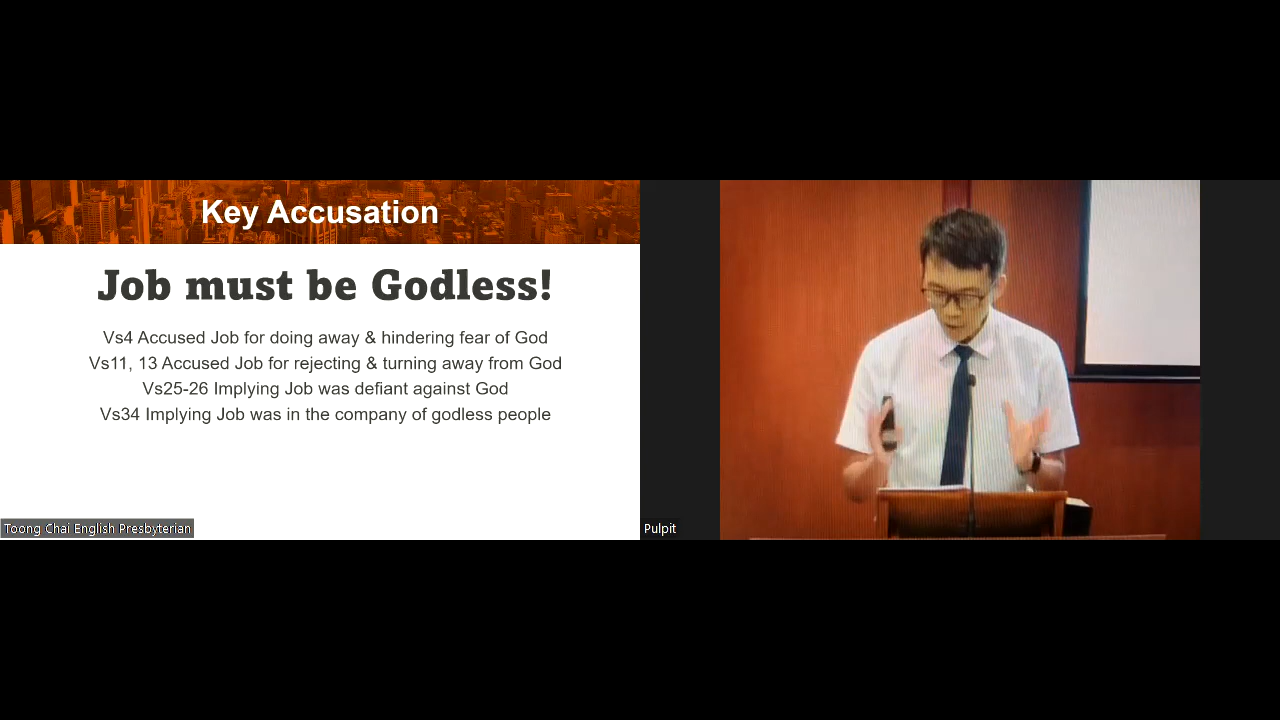 Key Accusation
Job must be Godless!
Vs4 Accused Job for doing away & hindering fear of God
Vs11, 13 Accused Job for rejecting & turning away from God
Vs25-26 Implying Job was defiant against God
Vs34 Implying Job was in the company of godless people
Toong Chai English Presbyterian
Pulpit